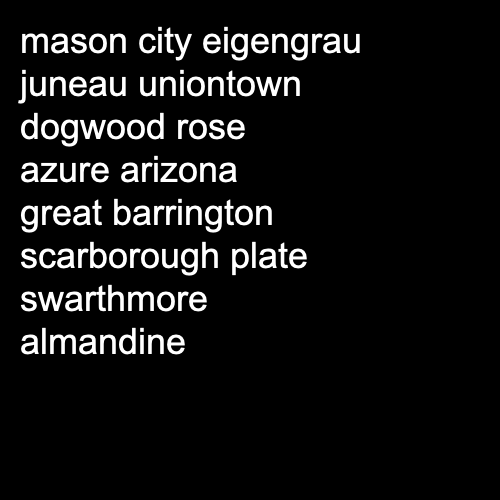 mason city eigengrau
juneau uniontown
dogwood rose
azure arizona
great barrington
scarborough plate
swarthmore
almandine